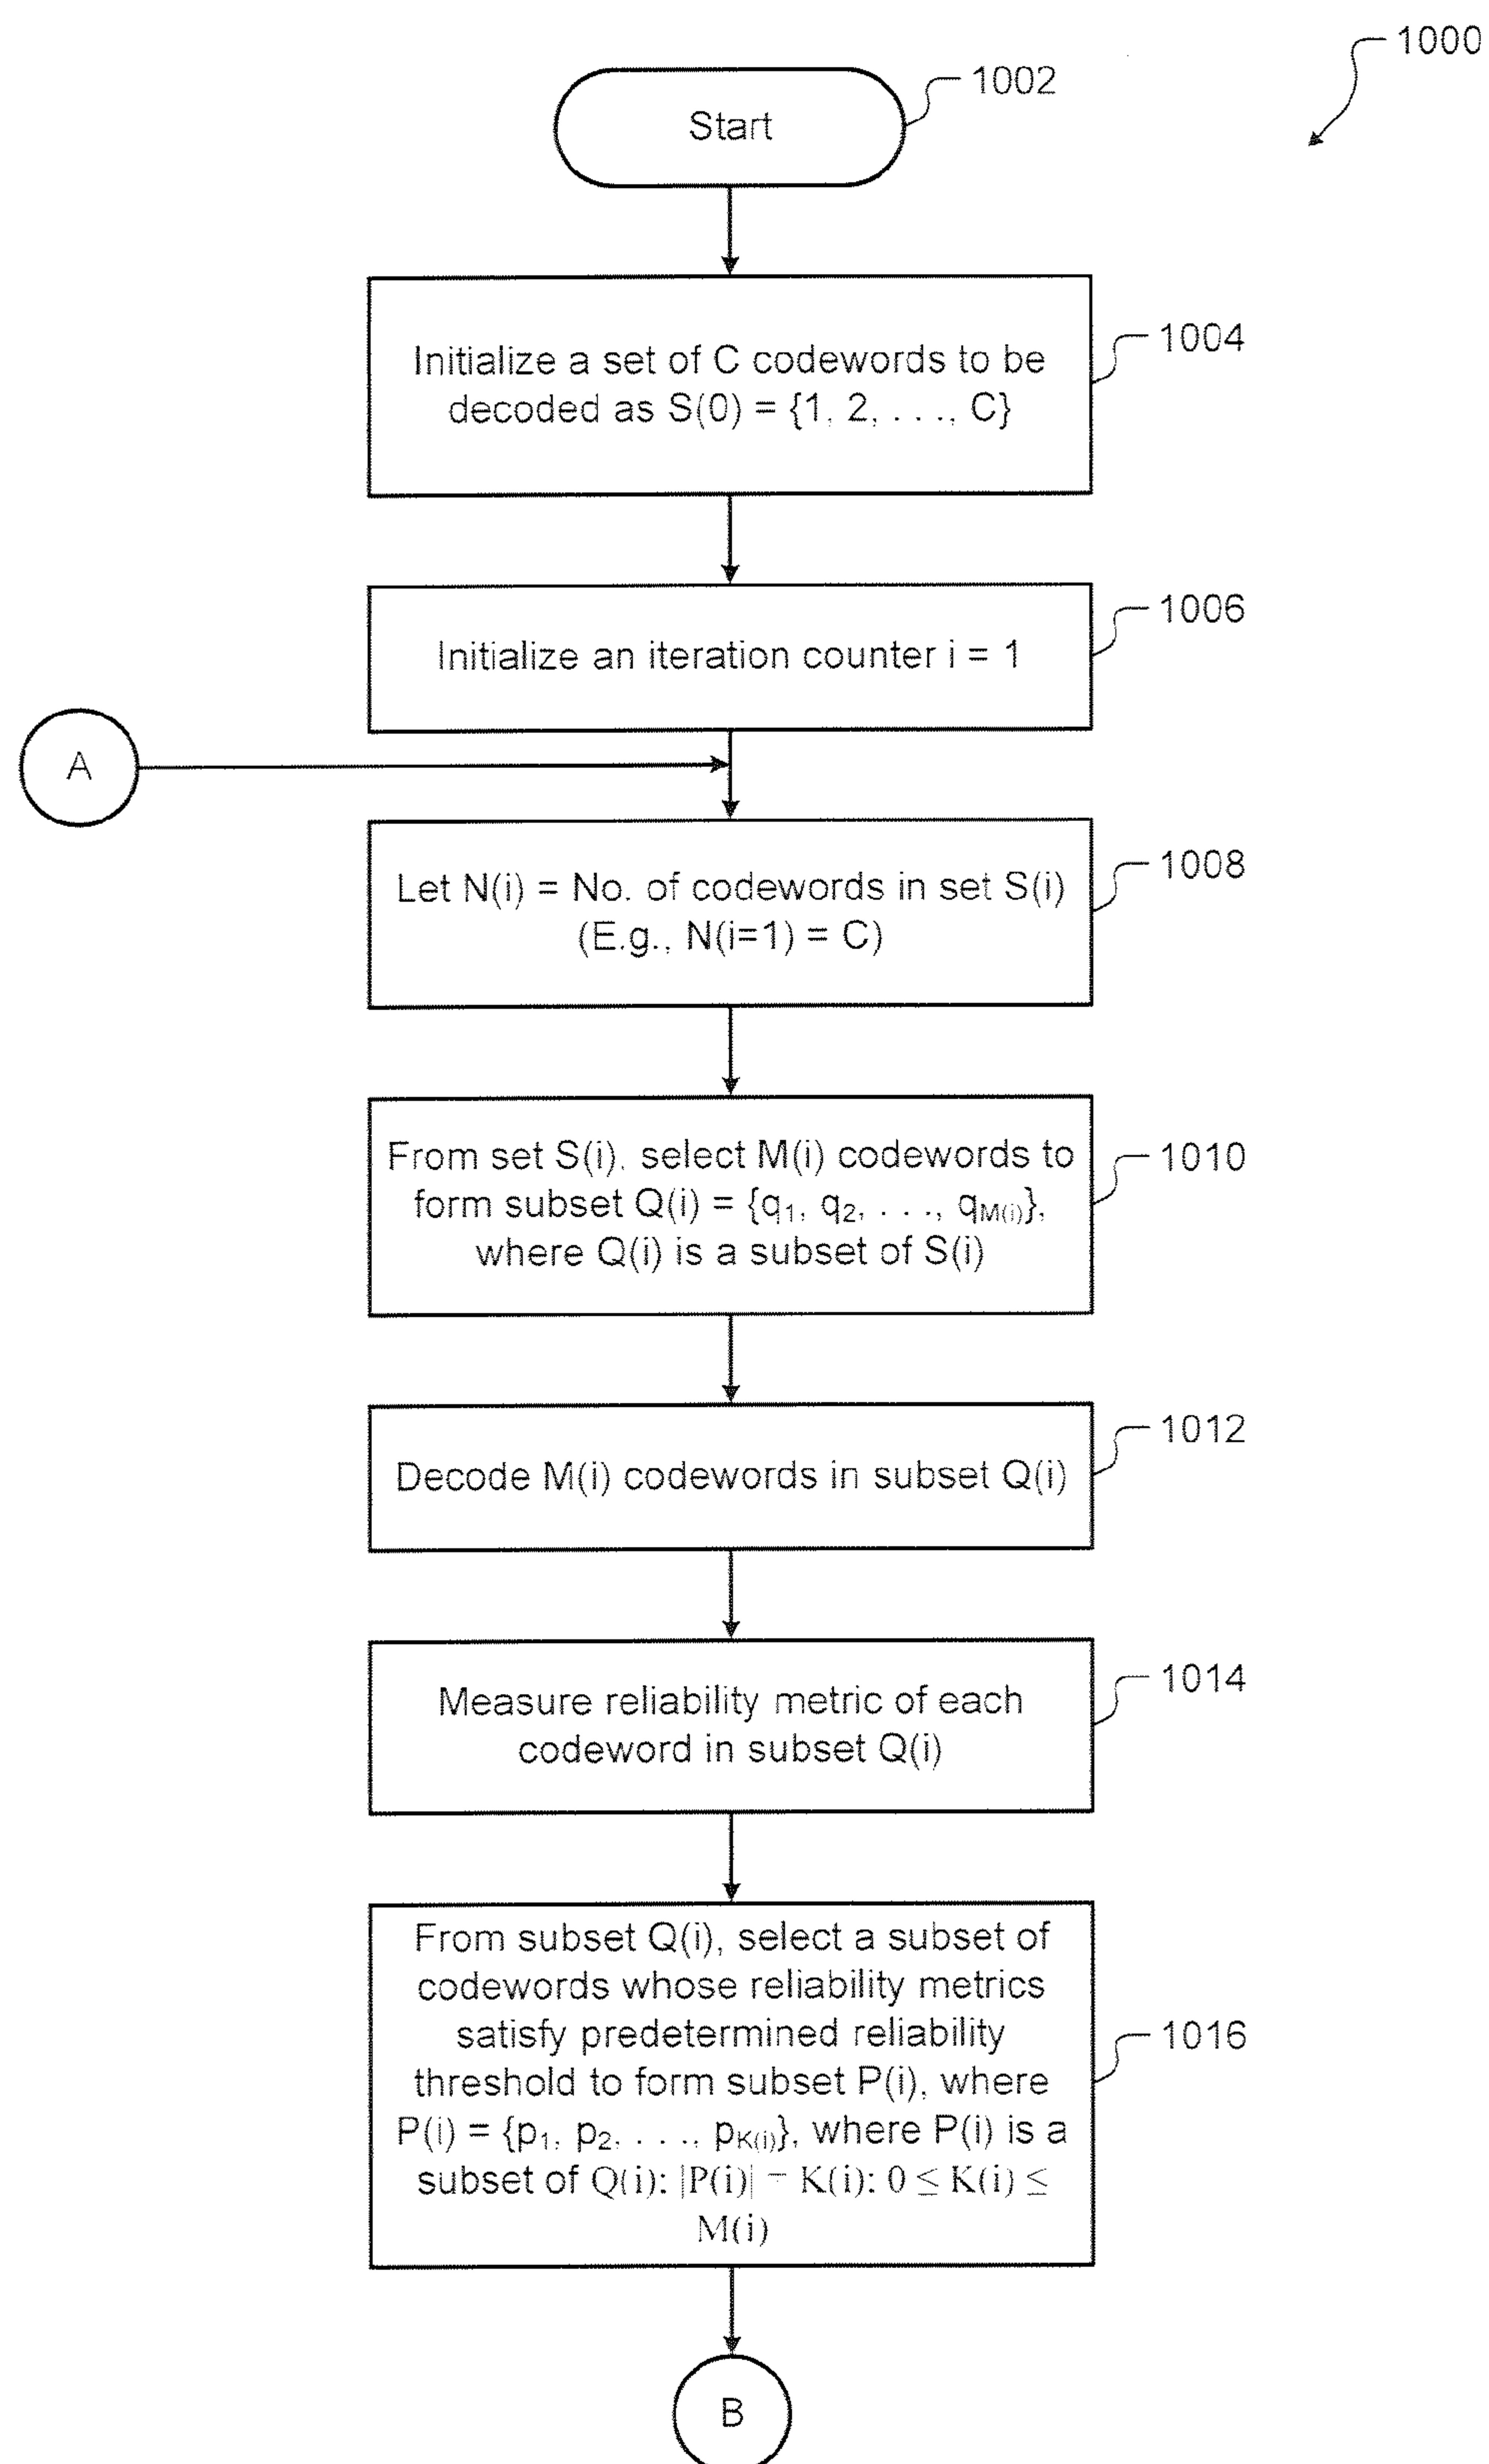 1000
Start
1002
Initialize a set of C codewords to be
decoded as S(0) = {1, 2, . . ., C}
1004
Initialize an iteration counter i = 1
1006
A
Let N(i) = No. of codewords in set S(i)
(E.g., N(i=1) = C)
1008
From set S(i), select M(i) codewords to
form subset Q(i) = {q1, q2, . . ., qM(i)},
where Q(i) is a subset of S(i)
1010
Decode M(i) codewords in subset Q(i)
1012
Measure reliability metric of each
codeword in subset Q(i)
1014
From subset Q(i), select a subset of
codewords whose reliability metrics
satisfy predetermined reliability
threshold to form subset P(i), where
P(i) = {p1, p2, . . ., pK(i)}, where P(i) is a
subset of Q(i): |P(i)| = K(i): 0 ≤ K(i) ≤
M(i)
1016
B